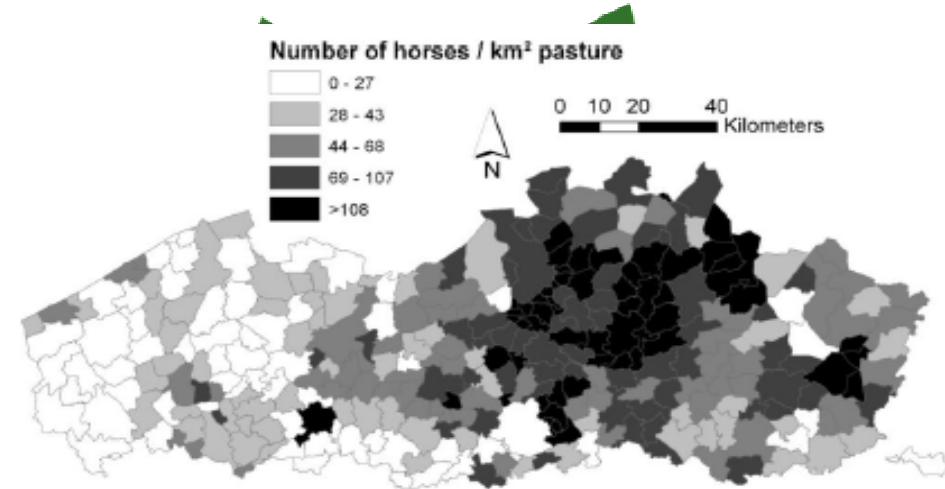 Number of horses / km² pasture
0 - 27
28 - 43
44 - 68
69 - 107
>108
0 10 20 40
Kilometers
N